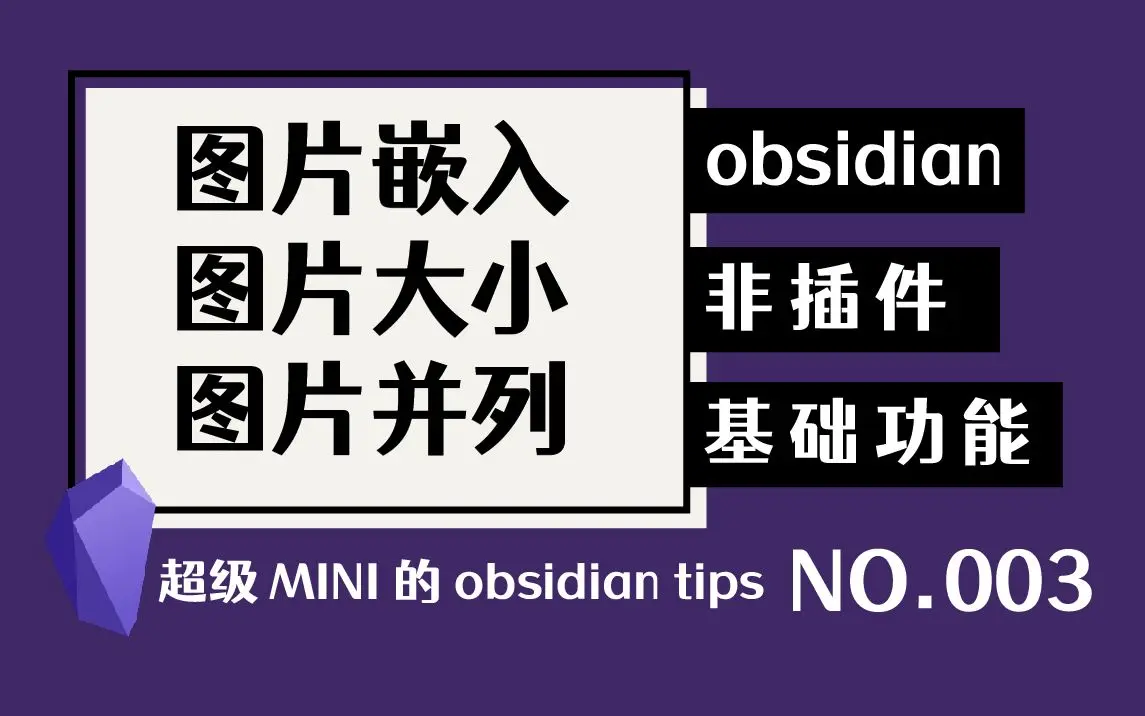 图片嵌入
图片大小
图片并列
obsidian
非插件
基础功能
超级 MINI 的 obsidian tips NO.003